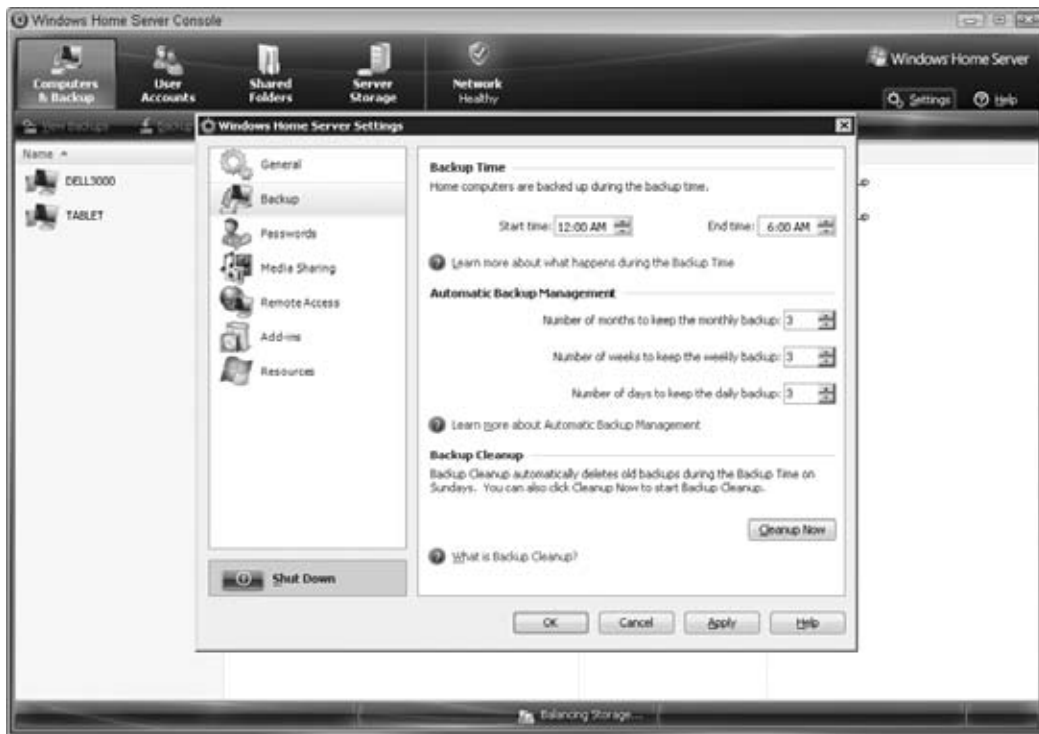 Windows Home Server Console
Computers & Backup
User Accounts
Shared Folders
Server Storage
Network Healthy
Windows Home Server
Settings
Help
Windows Home Server Settings
Name
DELL3000
TABLET
General
Backup
Passwords
Media Sharing
Remote Access
Add-ins
Resources
Shut Down
Backup Time
Home computers are backed up during the backup time.
Start time: 12:00 AM End time: 6:00 AM
Learn more about what happens during the Backup Time
Automatic Backup Management
Number of months to keep the monthly backup: 3
Number of weeks to keep the weekly backup: 3
Number of days to keep the daily backup: 3
Learn more about Automatic Backup Management
Backup Cleanup
Backup Cleanup automatically deletes old backups during the Backup Time on
Sundays. You can also click Cleanup Now to start Backup Cleanup.
Cleanup Now
What is Backup Cleanup?
OK Cancel Apply Help
Balancing Storage...